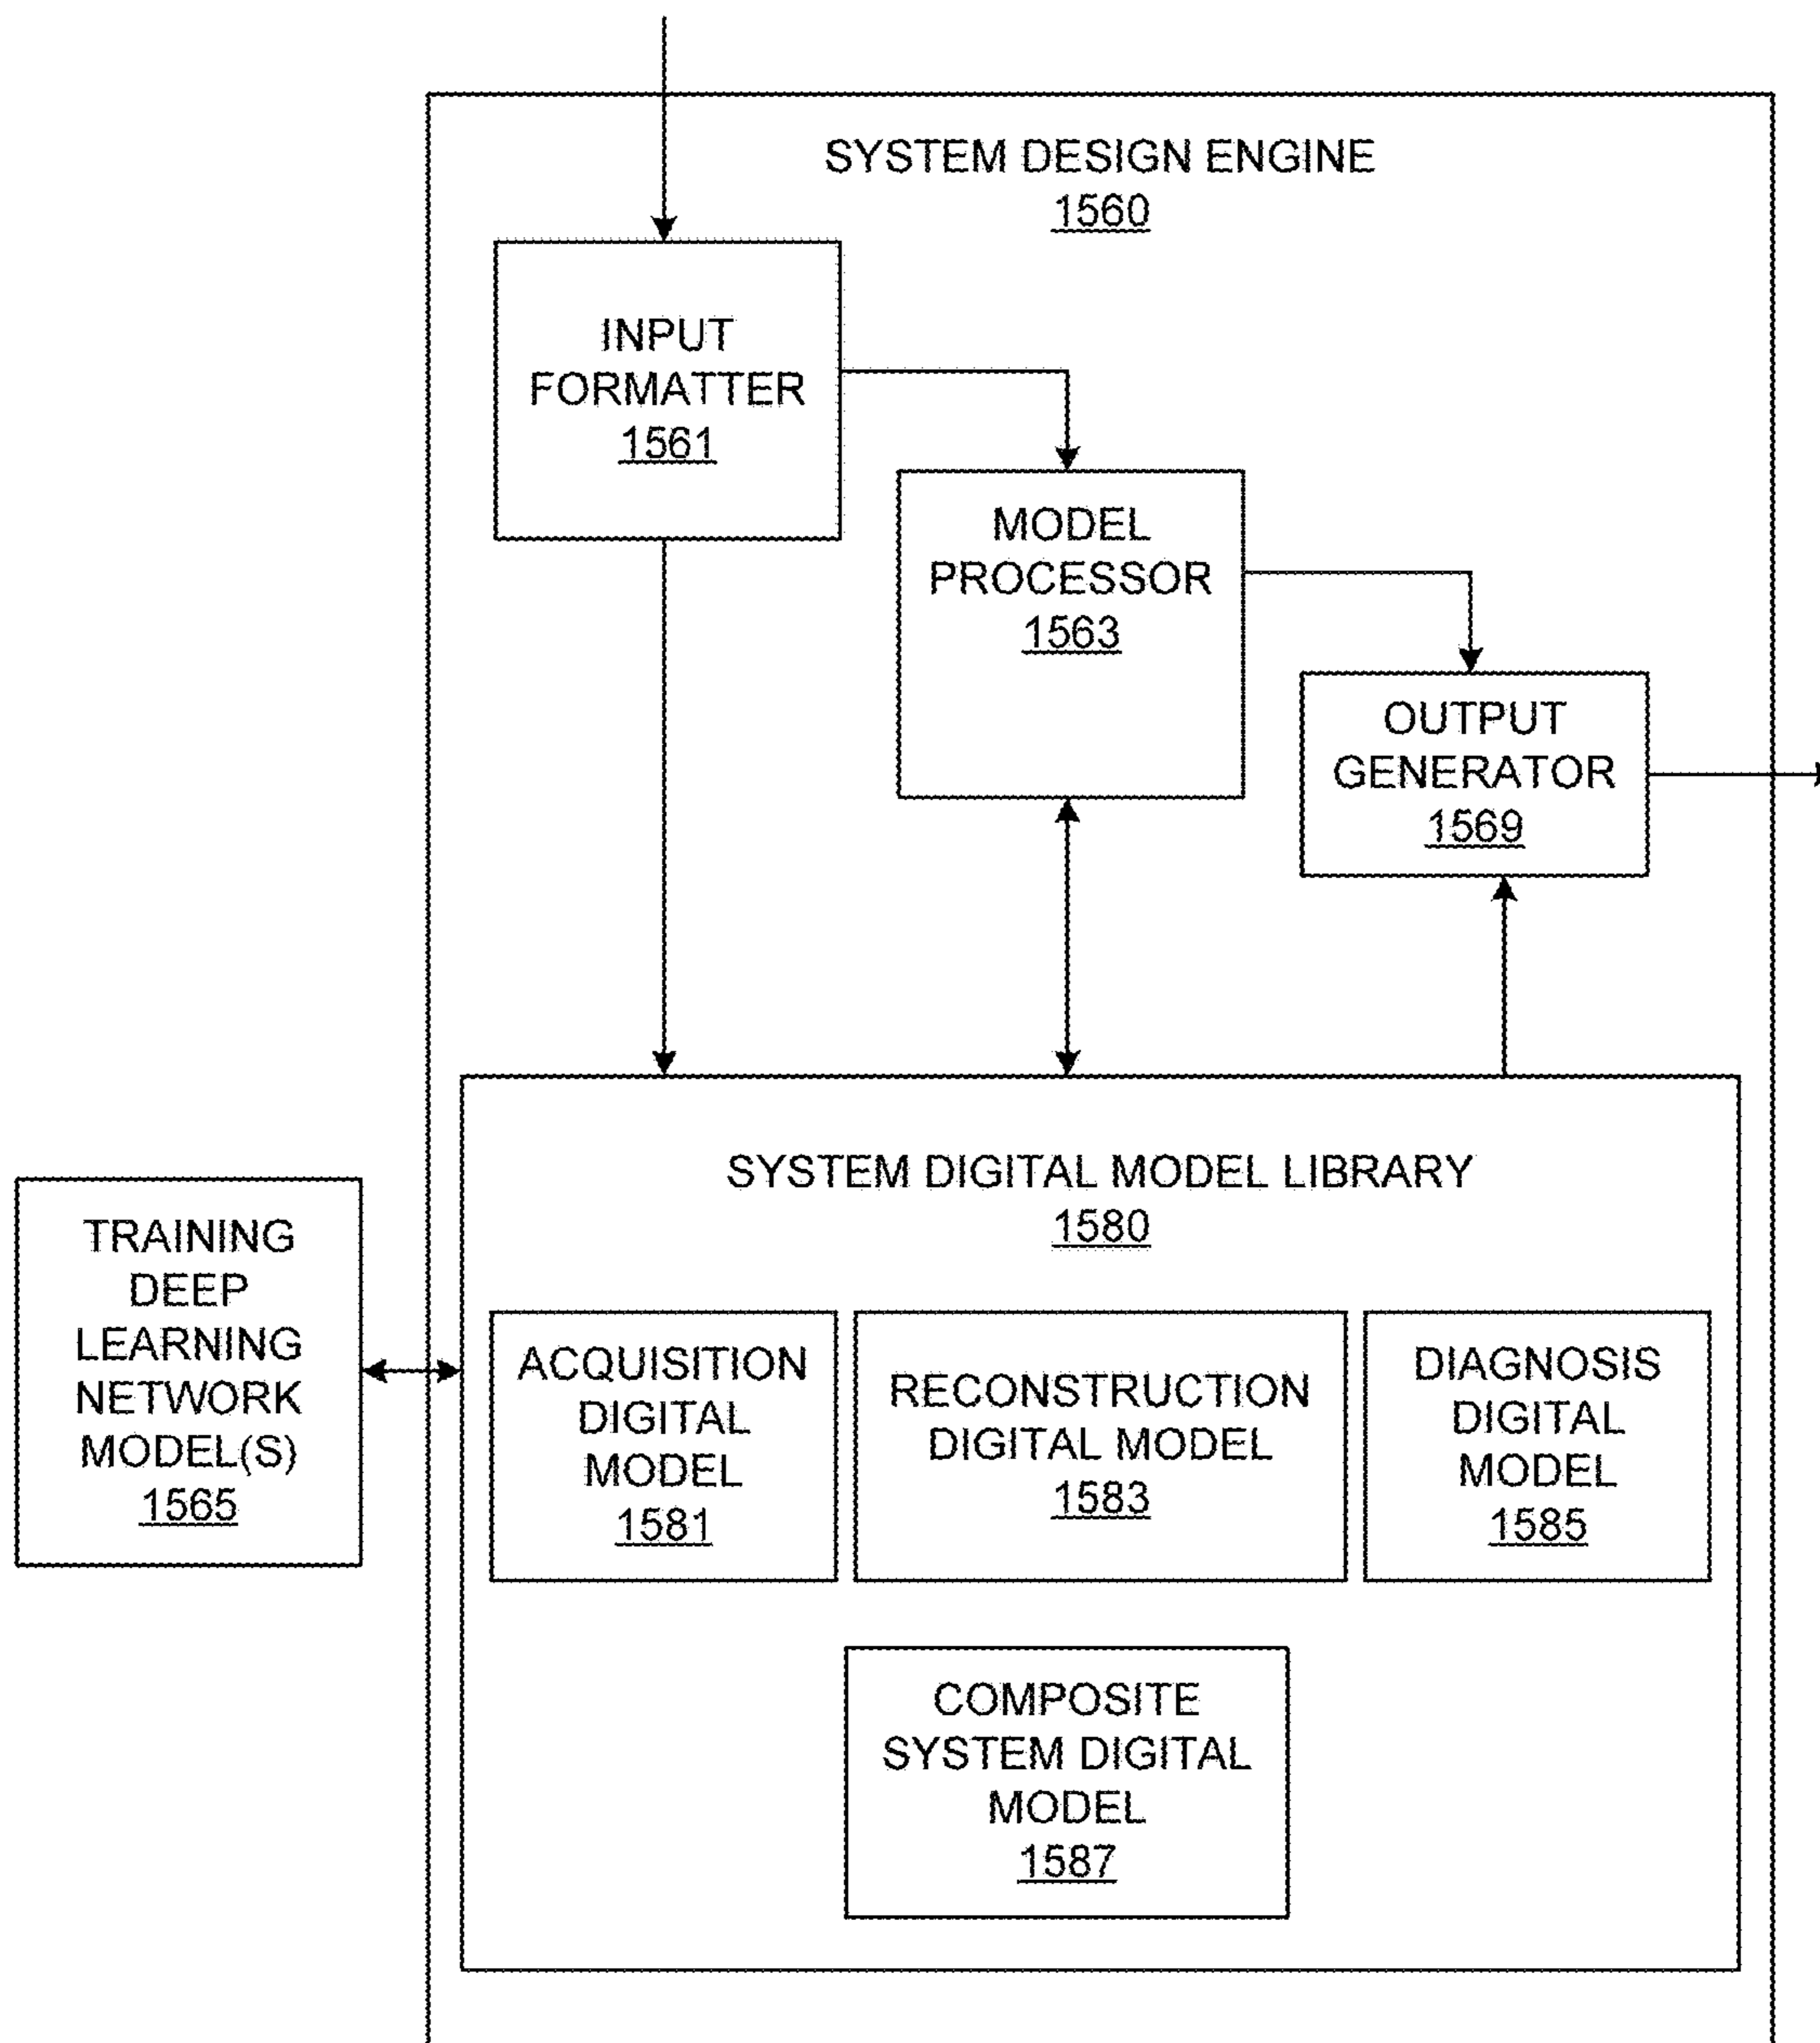 SYSTEM DESIGN ENGINE
1560
INPUT
FORMATTER
1561
MODEL
PROCESSOR
1563
OUTPUT
GENERATOR
1569
SYSTEM DIGITAL MODEL LIBRARY
1580
TRAINING
DEEP
LEARNING
NETWORK
MODEL(S)
1565
ACQUISITION
DIGITAL
MODEL
1581
RECONSTRUCTION
DIGITAL MODEL
1583
DIAGNOSIS
DIGITAL
MODEL
1585
COMPOSITE
SYSTEM DIGITAL
MODEL
1587